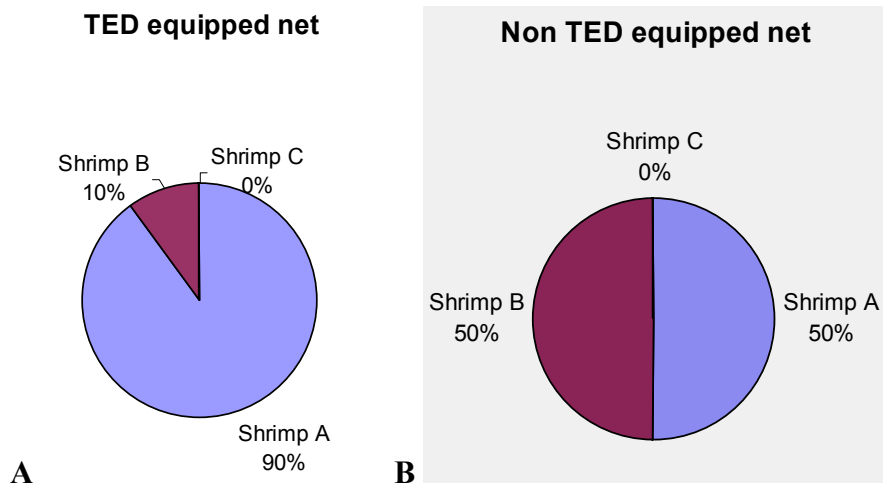 TED equipped net
Shrimp B
10%
Shrimp C
0%
Shrimp A
90%
A
Non TED equipped net
Shrimp C
0%
Shrimp B
50%
Shrimp A
50%
B